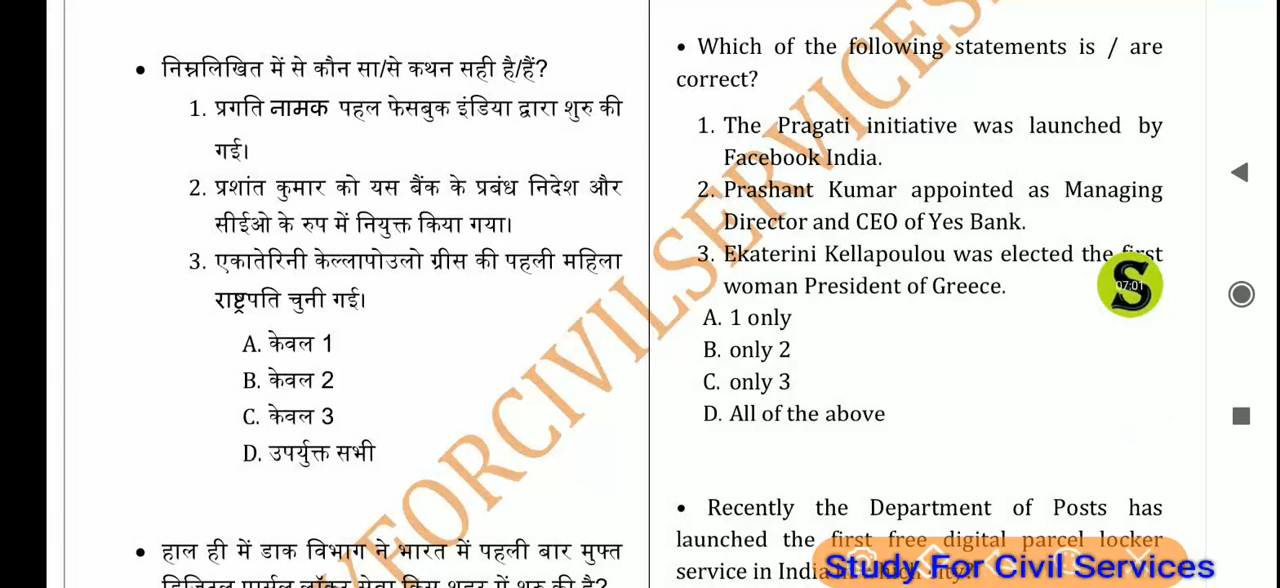 • निम्नलिखित में से कौन सा/से कथन सही है/हैं?
1. प्रगति नामक पहल फेसबुक इंडिया द्वारा शुरु की
गई।
2. प्रशांत कुमार को यस बैंक के प्रबंध निदेश और
सीईओ के रुप में नियुक्त किया गया।
3. एकातेरिनी केल्लापोउलो ग्रीस की पहली महिला
राष्ट्रपति चुनी गई।
A. केवल 1
B. केवल 2
C. केवल 3
D. उपर्युक्त सभी
• हाल ही में डाक विभाग ने भारत में पहली बार मुफ्त
• Which of the following statements is / are
correct?
1. The Pragati initiative was launched by
Facebook India.
2. Prashant Kumar appointed as Managing
Director and CEO of Yes Bank.
3. Ekaterini Kellapoulou was elected the first
woman President of Greece.
A. 1 only
B. only 2
C. only 3
D. All of the above
• Recently the Department of Posts has
launched the first free digital parcel locker
service in India
S
07:01
Study For Civil Services
FORCIVILSERVICES